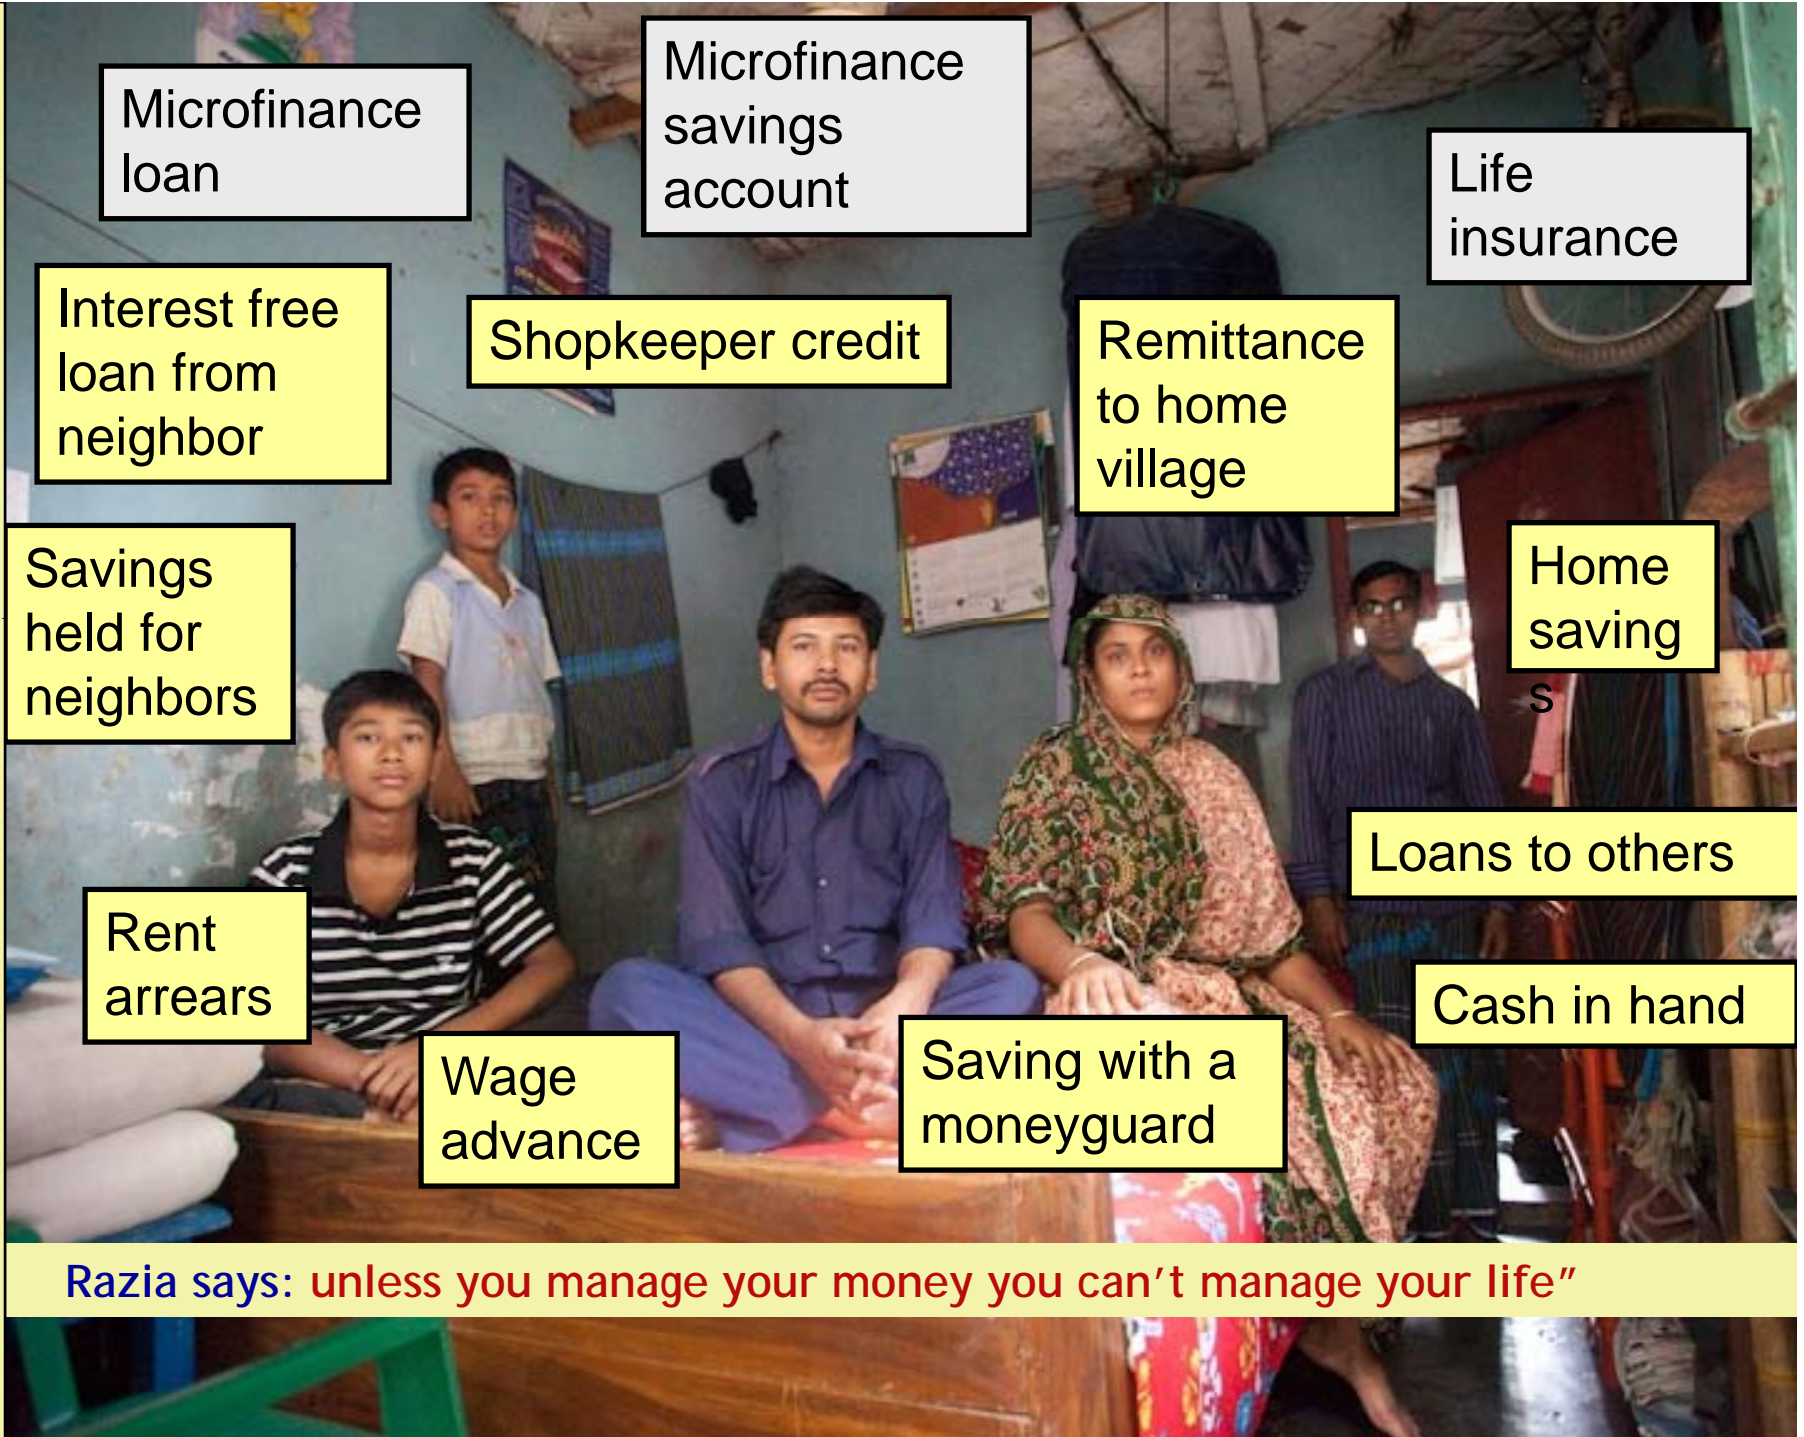 Microfinance
loan
Microfinance
savings
account
Life
insurance
Interest free
loan from
neighbor
Shopkeeper credit
Remittance
to home
village
Savings
held for
neighbors
Home
saving
s
Loans to others
Rent
arrears
Cash in hand
Wage
advance
Saving with a
moneyguard
Razia says: unless you manage your money you can’t manage your life”